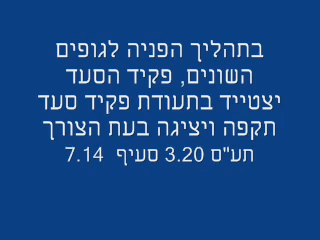 בתהליך הפניה לגופים
השונים, פקיד הסעד
יצטייד בתעודת פקיד סעד
תקפה ויציגה בעת הצורך
תע"ס 3.20 סעיף 7.14